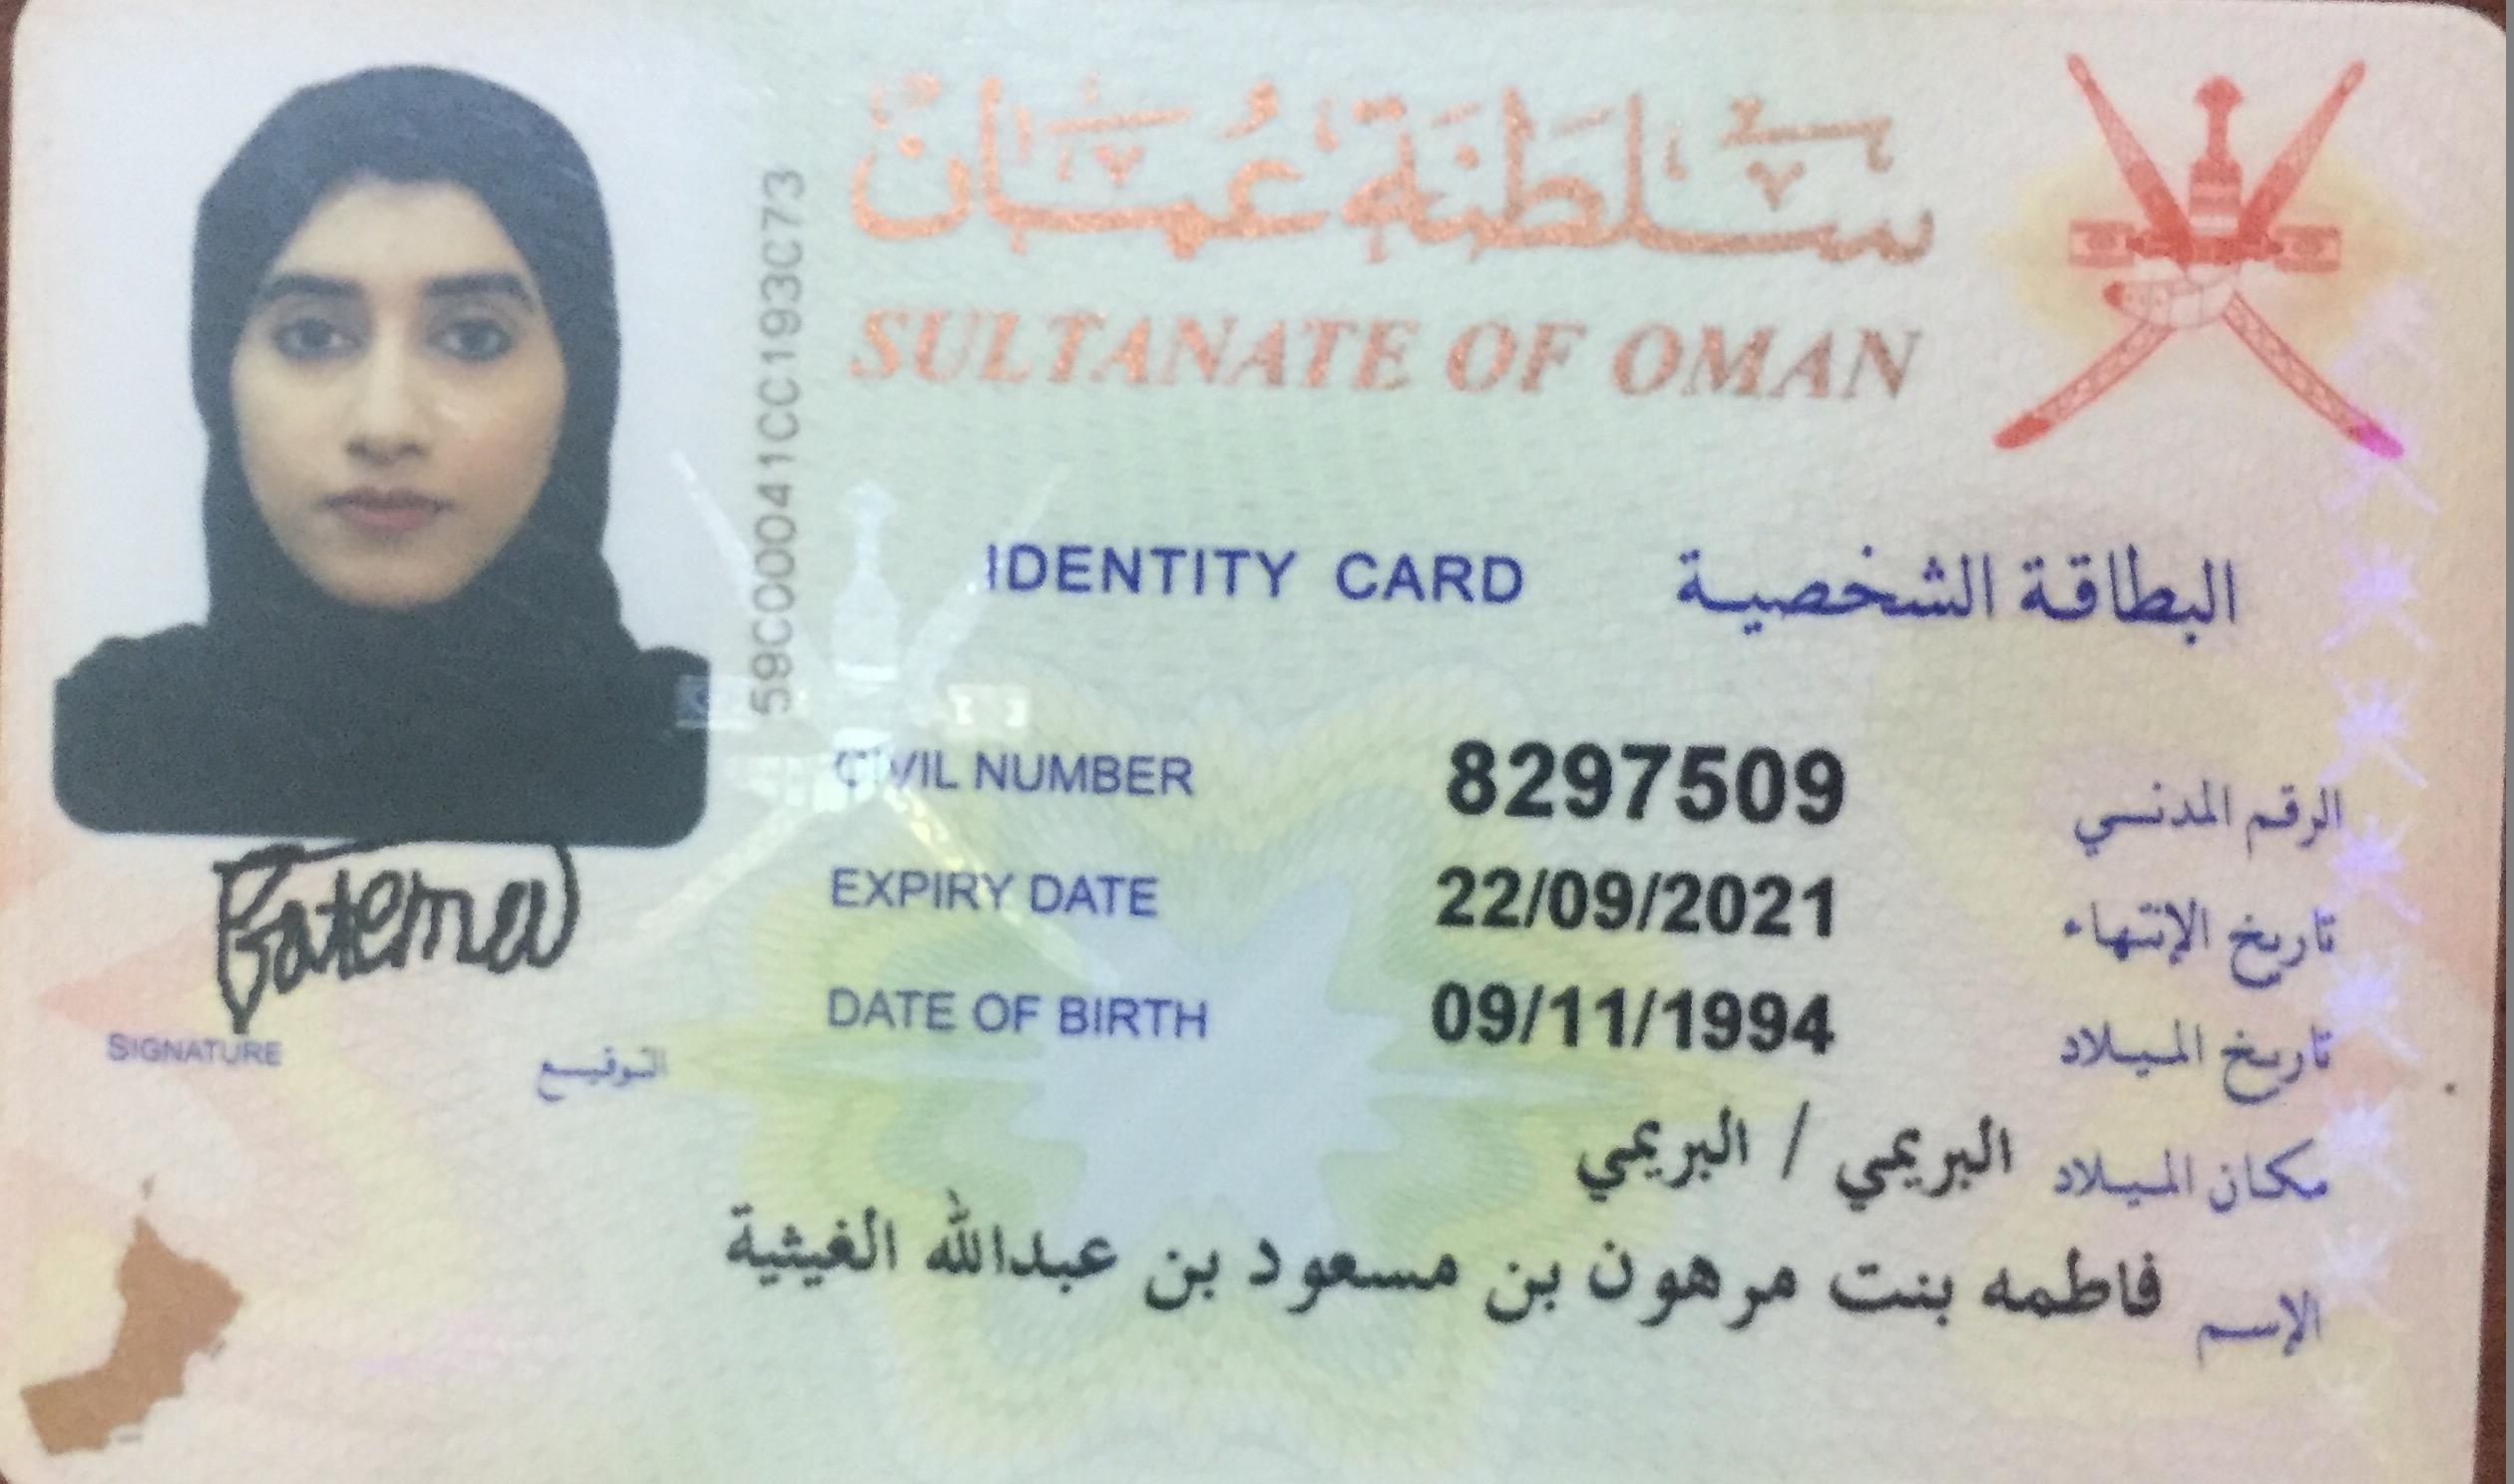 سلطنة عمان
SULTANATE OF OMAN
59C00041CC1993C73
IDENTITY CARD البطاقة الشخصية
CIVIL NUMBER 8297509 الرقم المدني
EXPIRY DATE 22/09/2021 تاريخ الإنتهاء
DATE OF BIRTH 09/11/1994 تاريخ الميلاد
مكان الميلاد البريمي / البريمي
الإسم فاطمه بنت مرهون بن مسعود بن عبدالله الغيثية
Fatema
SIGNATURE التوقيع